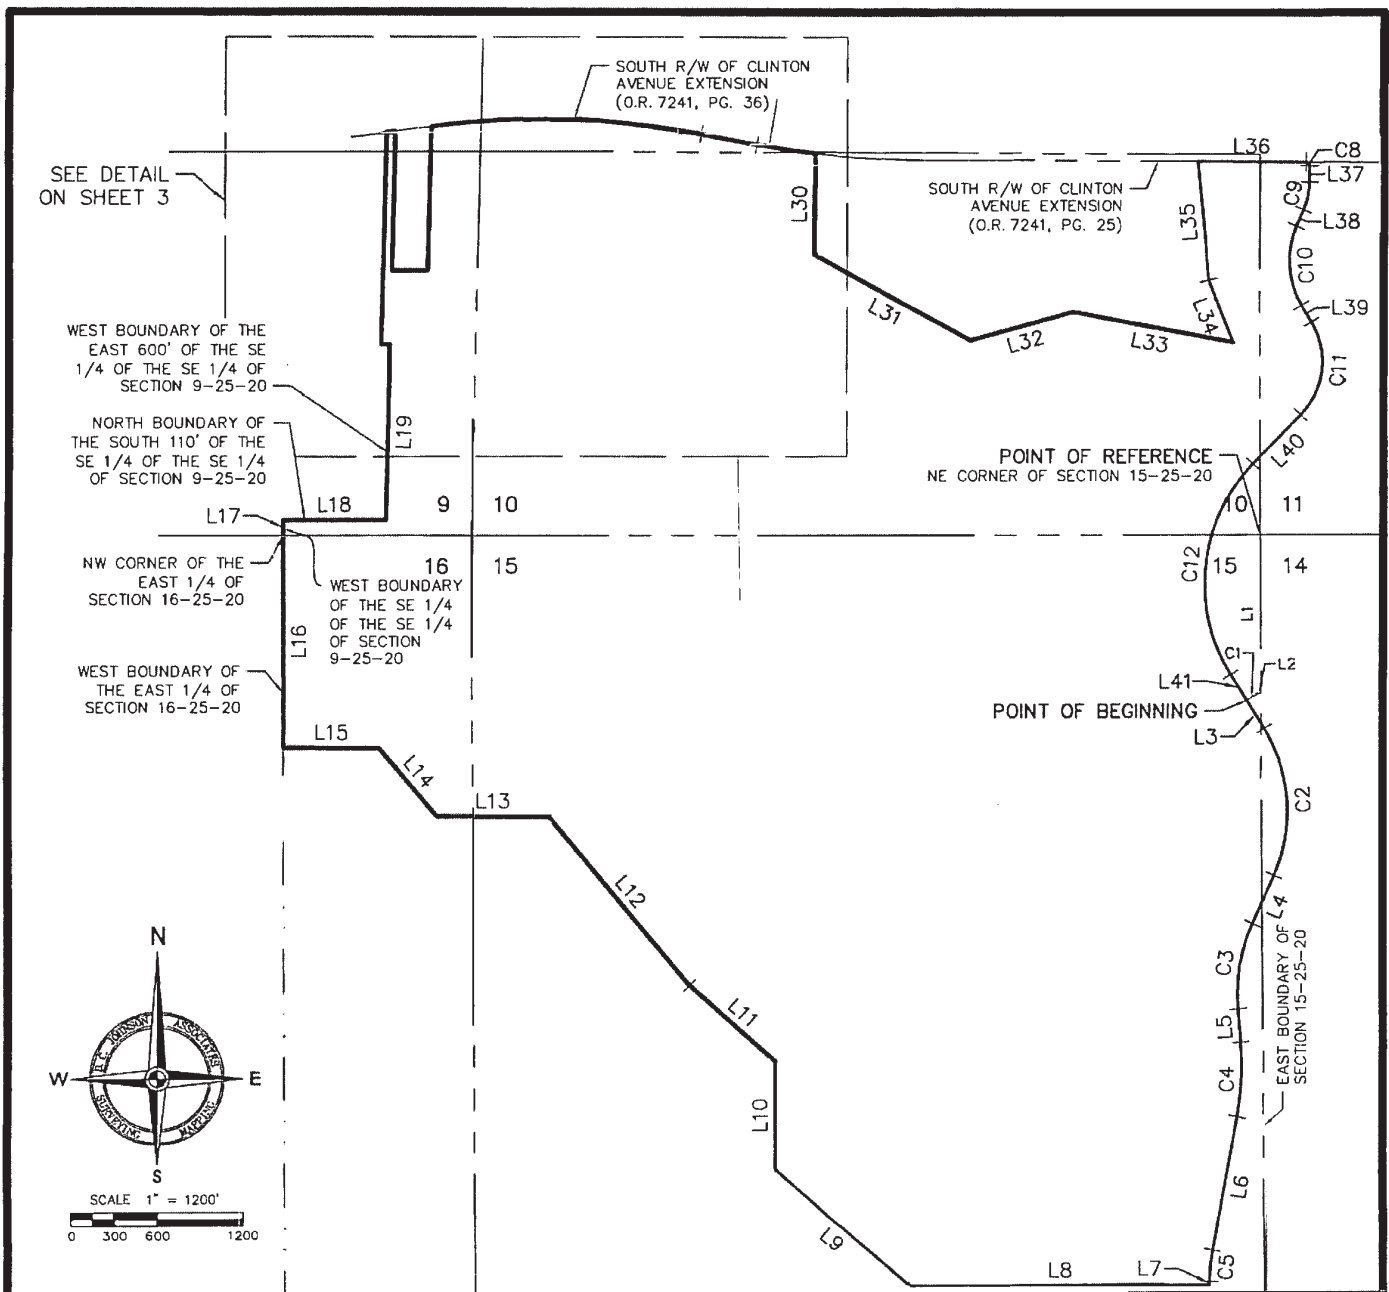 SOUTH R/W OF CLINTON
AVENUE EXTENSION
(O.R. 7241, PG. 36)
L36
C8
L37
C9
L38
SEE DETAIL
ON SHEET 3
SOUTH R/W OF CLINTON
AVENUE EXTENSION
(O.R. 7241, PG. 25)
L30
L35
C10
L39
L31
L34
L32
L33
C11
WEST BOUNDARY OF THE
EAST 600' OF THE SE
1/4 OF THE SE 1/4 OF
SECTION 9-25-20
L19
NORTH BOUNDARY OF
THE SOUTH 110' OF THE
SE 1/4 OF THE SE 1/4
OF SECTION 9-25-20
L40
POINT OF REFERENCE
NE CORNER OF SECTION 15-25-20
L18
9
10
10
11
L17
NW CORNER OF THE
EAST 1/4 OF
SECTION 16-25-20
16
15
C12
15
14
WEST BOUNDARY
OF THE SE 1/4
OF THE SE 1/4
OF SECTION
9-25-20
L16
L1
C1
L2
L41
WEST BOUNDARY OF
THE EAST 1/4 OF
SECTION 16-25-20
POINT OF BEGINNING
L3
L15
L14
L13
C2
L12
L4
C3
L11
L5
EAST BOUNDARY OF
SECTION 15-25-20
C4
L10
L6
L9
L8
L7
C5
N
W
E
S
D. C. JOHNSON ASSOCIATES
SURVEYING MAPPING
SCALE 1" = 1200'
0 300 600 1200